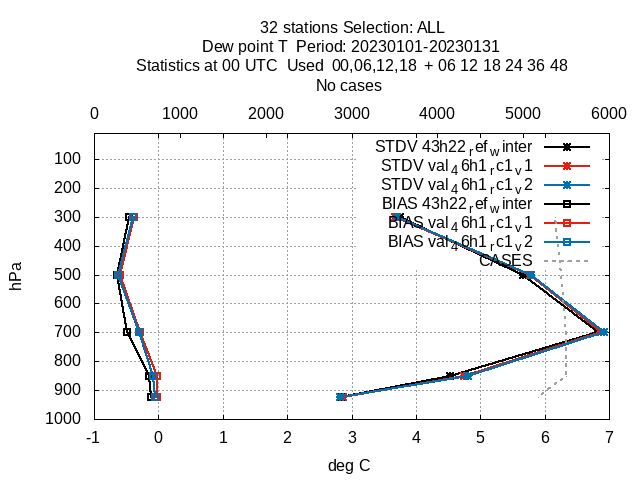 32 stations Selection: ALL
Dew point T  Period: 20230101-20230131
Statistics at 00 UTC  Used  00,06,12,18  + 06 12 18 24 36 48
No cases
0 1000 2000 3000 4000 5000 6000
STDV 43h22_ref_winter
STDV val_46h1_rc1_v1
STDV val_46h1_rc1_v2
BIAS 43h22_ref_winter
BIAS val_46h1_rc1_v1
BIAS val_46h1_rc1_v2
CASES
100
200
300
400
500
600
700
800
900
1000
hPa
-1 0 1 2 3 4 5 6 7
deg C